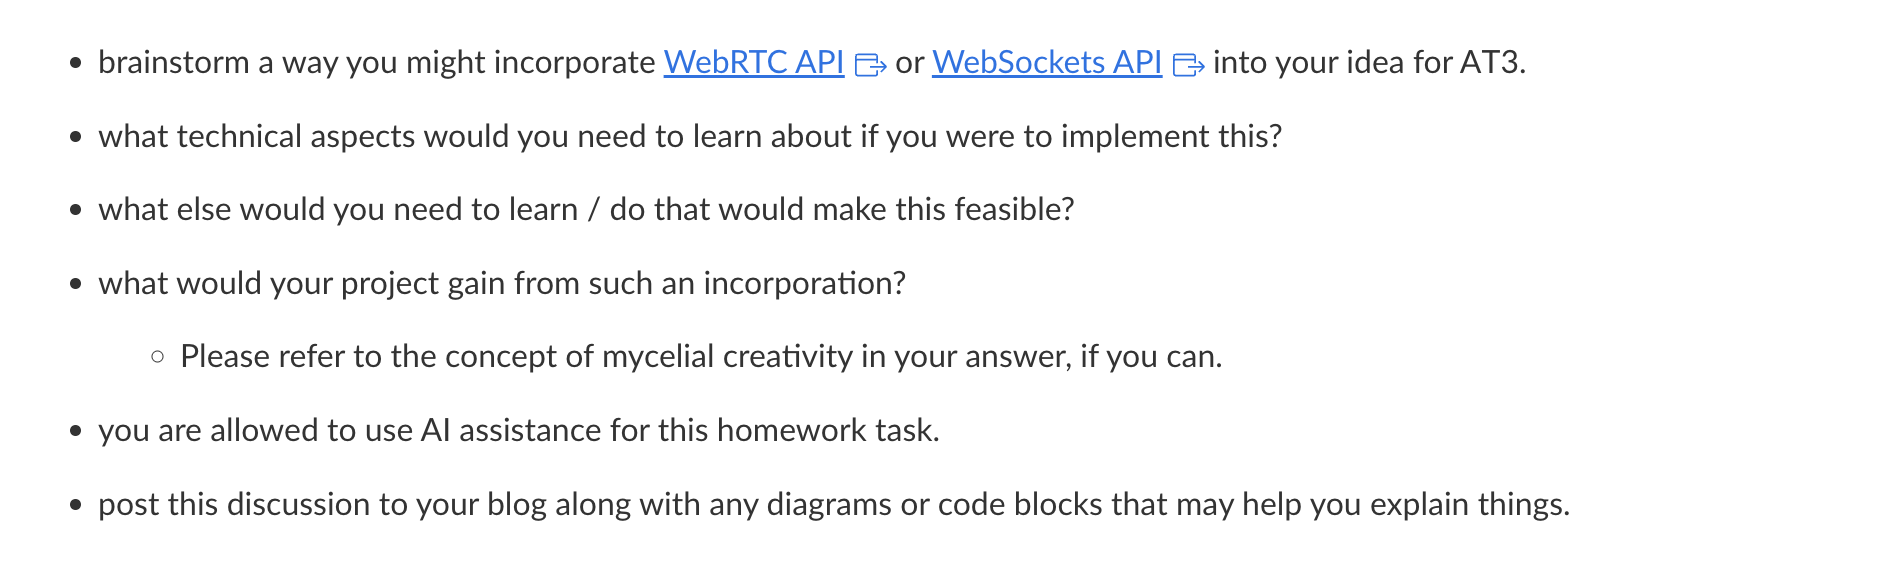 brainstorm a way you might incorporate WebRTC API or WebSockets API into your idea for AT3.
what technical aspects would you need to learn about if you were to implement this?
what else would you need to learn / do that would make this feasible?
what would your project gain from such an incorporation?
Please refer to the concept of mycelial creativity in your answer, if you can.
you are allowed to use AI assistance for this homework task.
post this discussion to your blog along with any diagrams or code blocks that may help you explain things.